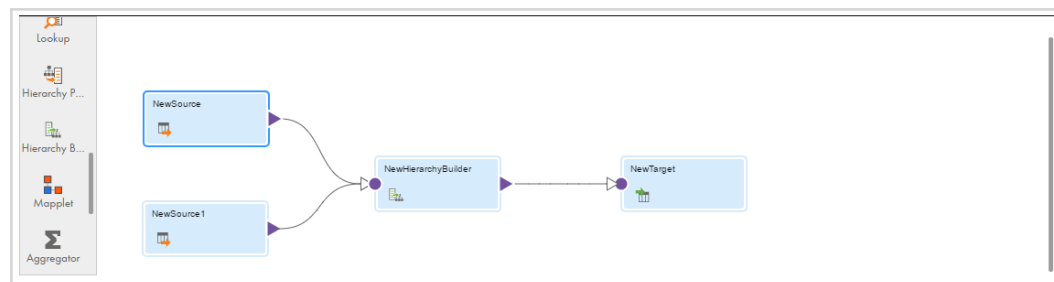 Lookup
Hierarchy P...
Hierarchy B...
Mapplet
Aggregator
NewSource
NewSource1
NewHierarchyBuilder
NewTarget